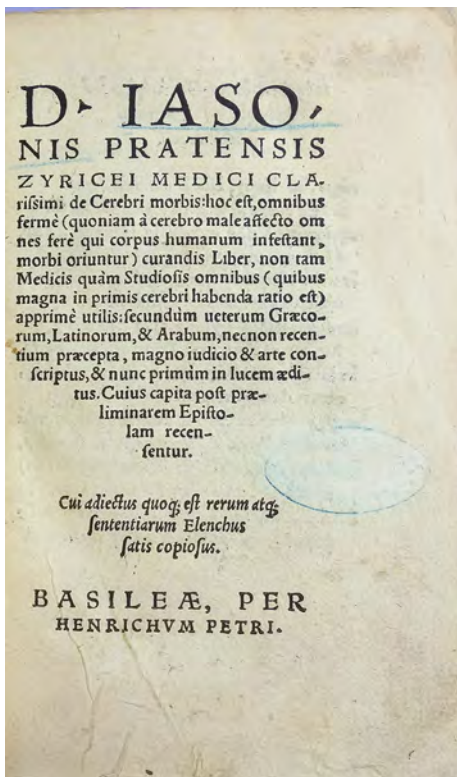 D. IASO,
NIS PRATENSIS
ZYRICEI MEDICI CLA-
riſſimi de Cerebri morbis: hoc eſt, omnibus
fermè (quoniam à cerebro male affecto om
nes ferè qui corpus humanum infeſtant,
morbi oriuntur) curandis Liber, non tam
Medicis quàm Studioſis omnibus (quibus
magna in primis cerebri habenda ratio eſt)
apprimè utilis: ſecundùm ueterum Græco-
rum, Latinorum, & Arabum, necnon recen-
tium præcepta, magno iudicio & arte con-
ſcriptus, & nunc primùm in lucem ædi-
tus. Cuius capita poſt præ-
liminarem Epiſto-
lam recen-
ſentur.
Cui adiectus quoq; eſt rerum atq;
ſententiarum Elenchus
ſatis copioſus.
BASILEÆ, PER
HENRICHVM PETRI.